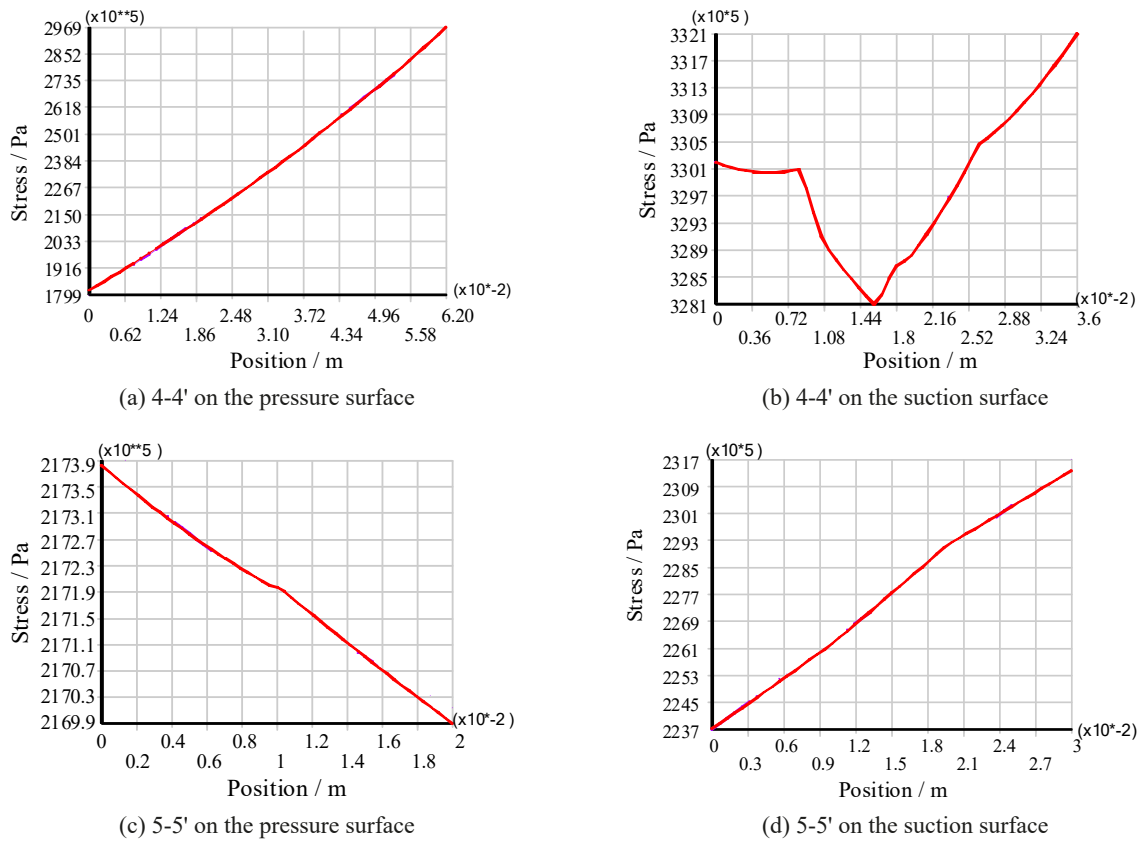 (x10**5)
2969
2852
2735
2618
2501
2384
2267
2150
2033
1916
1799
Stress / Pa
(x10*-2)
0 1.24 2.48 3.72 4.96 6.20
0.62 1.86 3.10 4.34 5.58
Position / m
(a) 4-4' on the pressure surface
(x10*5 )
3321
3317
3313
3309
3305
3301
3297
3293
3289
3285
3281
Stress / Pa
(x10*-2)
0 0.72 1.44 2.16 2.88 3.6
0.36 1.08 1.8 2.52 3.24
Position / m
(b) 4-4' on the suction surface
(x10**5 )
2173.9
2173.5
2173.1
2172.7
2172.3
2171.9
2171.5
2171.1
2170.7
2170.3
2169.9
Stress / Pa
(x10*-2 )
0 0.4 0.8 1.2 1.6 2
0.2 0.6 1 1.4 1.8
Position / m
(c) 5-5' on the pressure surface
(x10*5)
2317
2309
2301
2293
2285
2277
2269
2261
2253
2245
2237
Stress / Pa
(x10*-2)
0 0.6 1.2 1.8 2.4 3
0.3 0.9 1.5 2.1 2.7
Position / m
(d) 5-5' on the suction surface